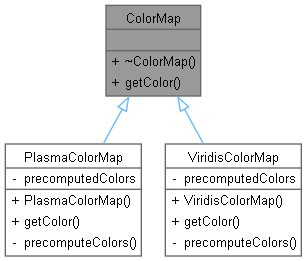 ColorMap
+ ~ColorMap()
+ getColor()
PlasmaColorMap
- precomputedColors
+ PlasmaColorMap()
+ getColor()
- precomputeColors()
ViridisColorMap
- precomputedColors
+ ViridisColorMap()
+ getColor()
- precomputeColors()